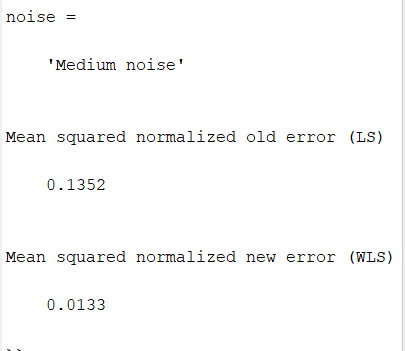 noise =
'Medium noise'
Mean squared normalized old error (LS)
0.1352
Mean squared normalized new error (WLS)
0.0133